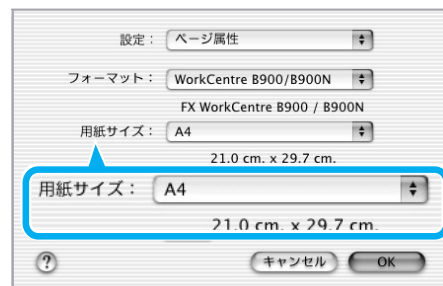 設定： ページ属性
フォーマット： WorkCentre B900/B900N
FX WorkCentre B900 / B900N
用紙サイズ： A4
21.0 cm. x 29.7 cm.
用紙サイズ： A4
21.0 cm. x 29.7 cm.
? キャンセル OK